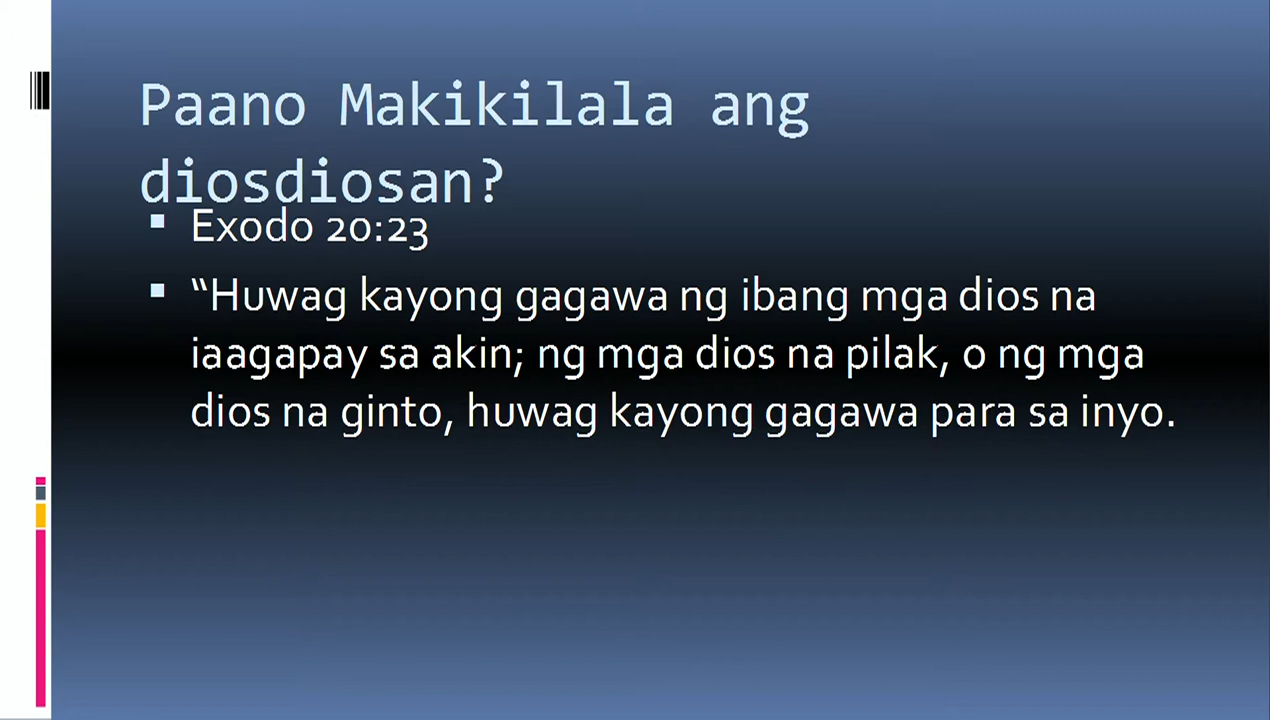 Paano Makikilala ang
diosdiosan?
Exodo 20:23
“Huwag kayong gagawa ng ibang mga dios na
iaagapay sa akin; ng mga dios na pilak, o ng mga
dios na ginto, huwag kayong gagawa para sa inyo.